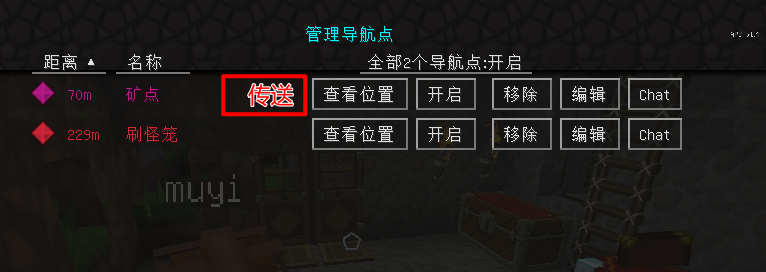 管理导航点
距离 ▲ 名称 全部2个导航点:开启
70m 矿点 传送 查看位置 开启 移除 编辑 Chat
229m 刷怪笼 查看位置 开启 移除 编辑 Chat
muyi